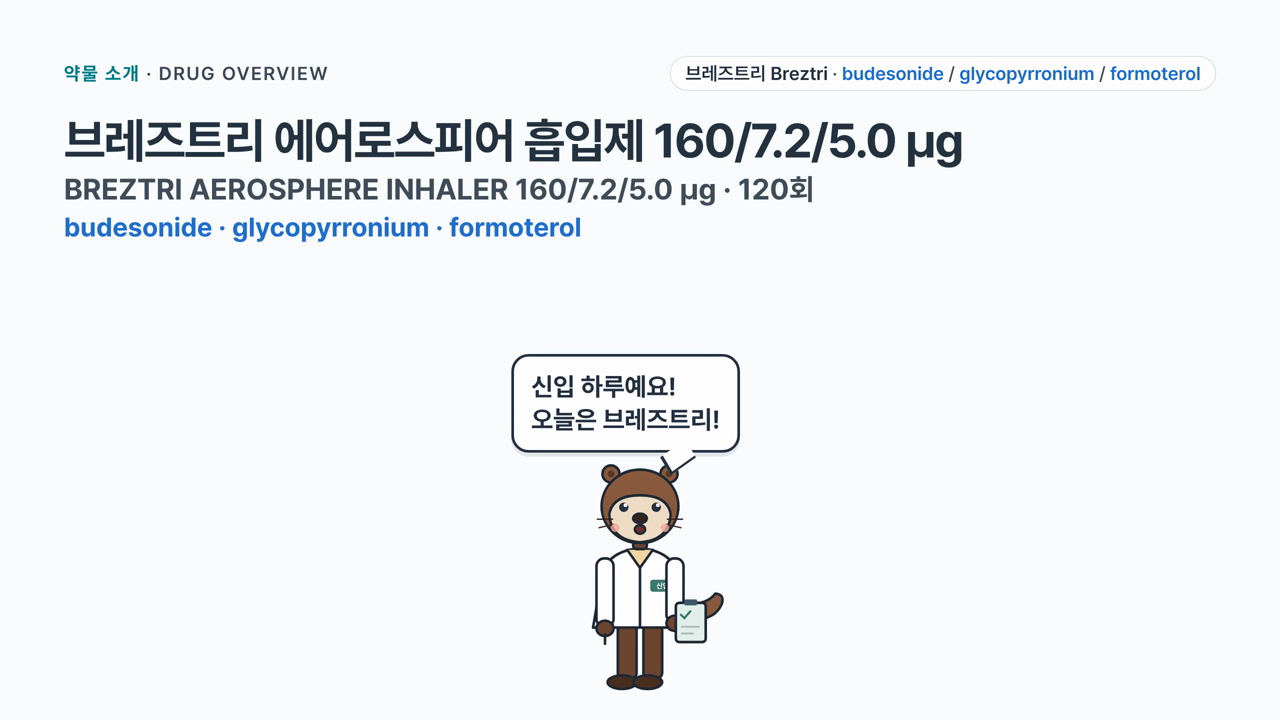 약물 소개 · DRUG OVERVIEW
브레즈트리 Breztri · budesonide / glycopyrronium / formoterol
브레즈트리 에어로스피어 흡입제 160/7.2/5.0 µg
BREZTRI AEROSPHERE INHALER 160/7.2/5.0 µg · 120회
budesonide · glycopyrronium · formoterol
신입 하루예요!
오늘은 브레즈트리!